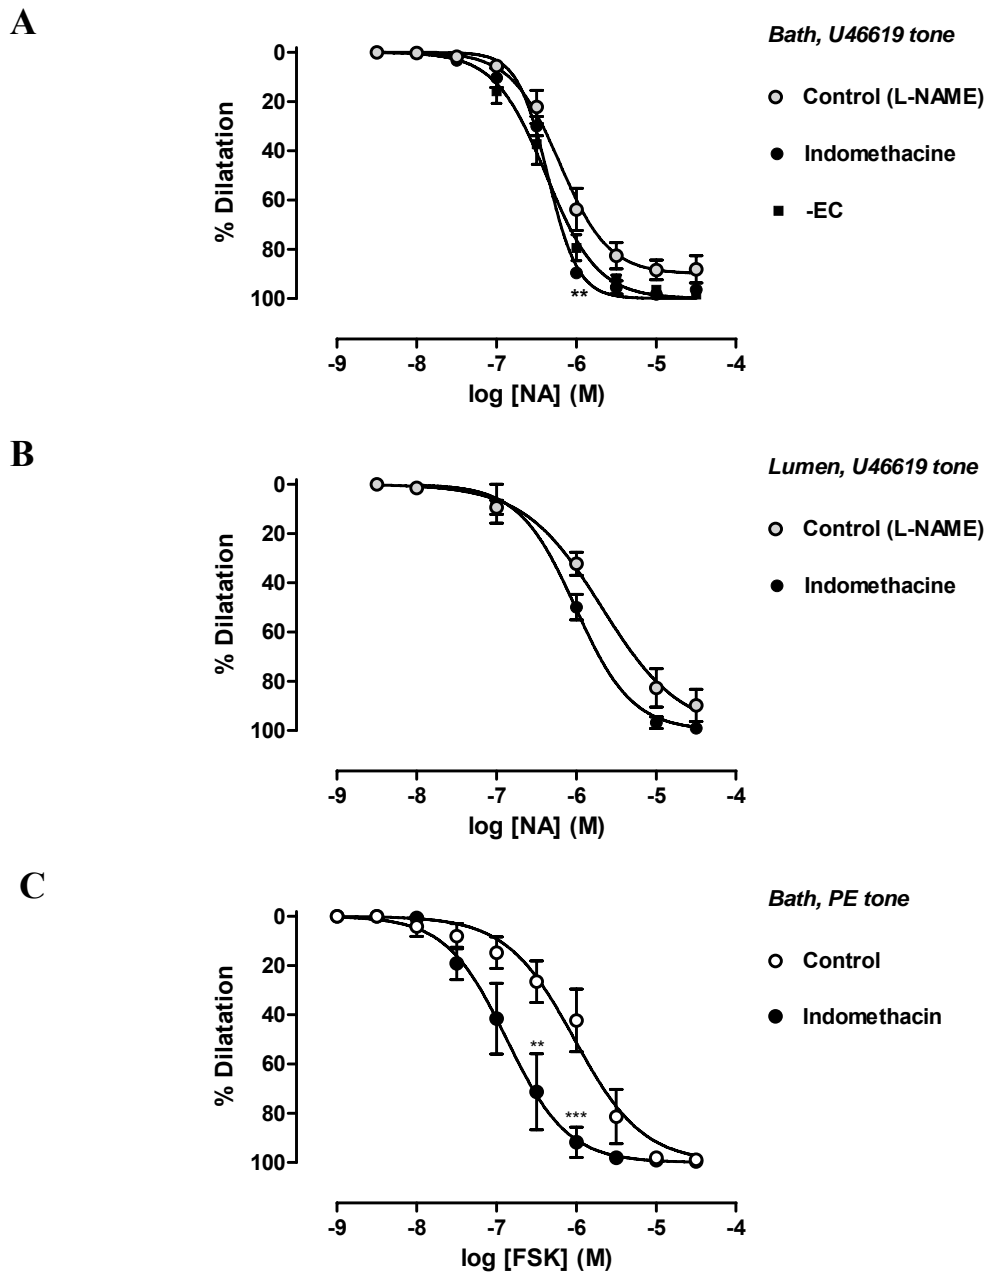 A
Bath, U46619 tone
Control (L-NAME)
Indomethacine
-EC
% Dilatation
0
20
40
60
80
100
**
-9 -8 -7 -6 -5 -4
log [NA] (M)
B
Lumen, U46619 tone
Control (L-NAME)
Indomethacine
% Dilatation
0
20
40
60
80
100
-9 -8 -7 -6 -5 -4
log [NA] (M)
C
Bath, PE tone
Control
Indomethacin
% Dilatation
0
20
40
60
80
100
**
***
-9 -8 -7 -6 -5 -4
log [FSK] (M)